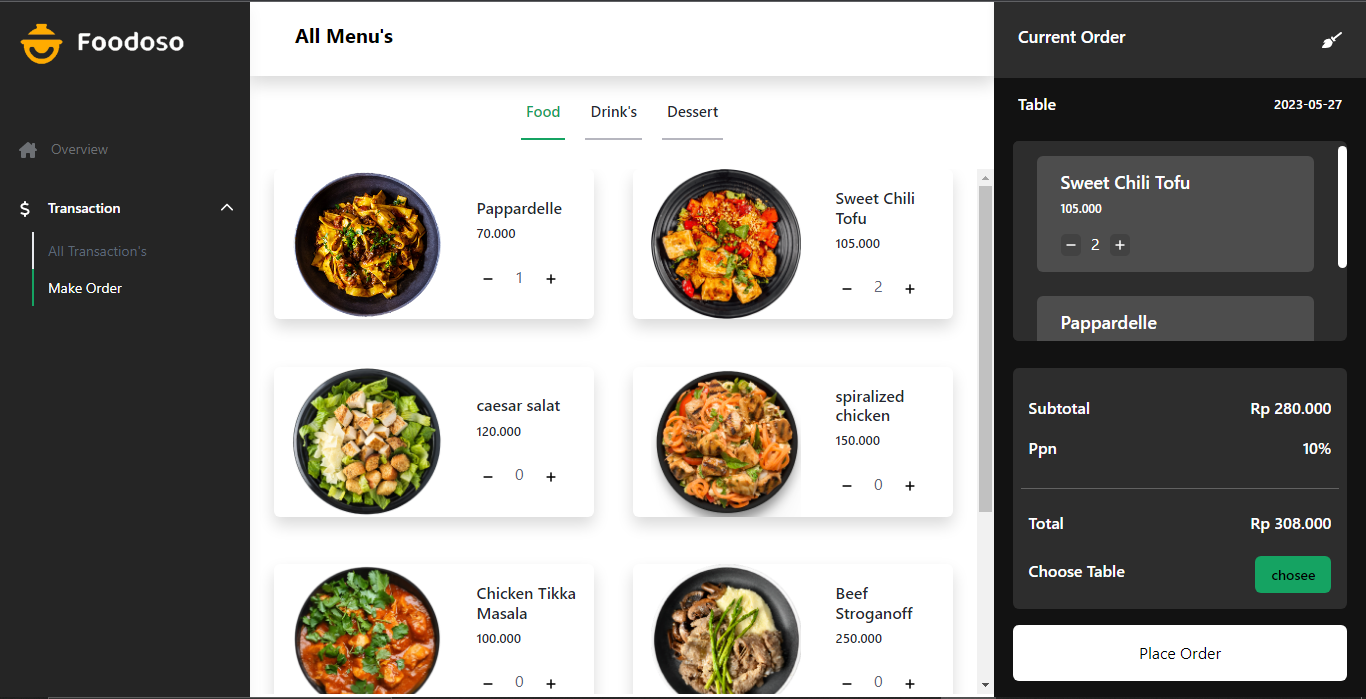 Foodoso
Overview
$ Transaction
All Transaction's
Make Order
All Menu's
Food Drink's Dessert
Pappardelle
70.000
− 1 +
Sweet Chili
Tofu
105.000
− 2 +
caesar salat
120.000
− 0 +
spiralized
chicken
150.000
− 0 +
Chicken Tikka
Masala
100.000
− 0 +
Beef
Stroganoff
250.000
− 0 +
Current Order
Table 2023-05-27
Sweet Chili Tofu
105.000
− 2 +
Pappardelle
Subtotal Rp 280.000
Ppn 10%
Total Rp 308.000
Choose Table chosee
Place Order